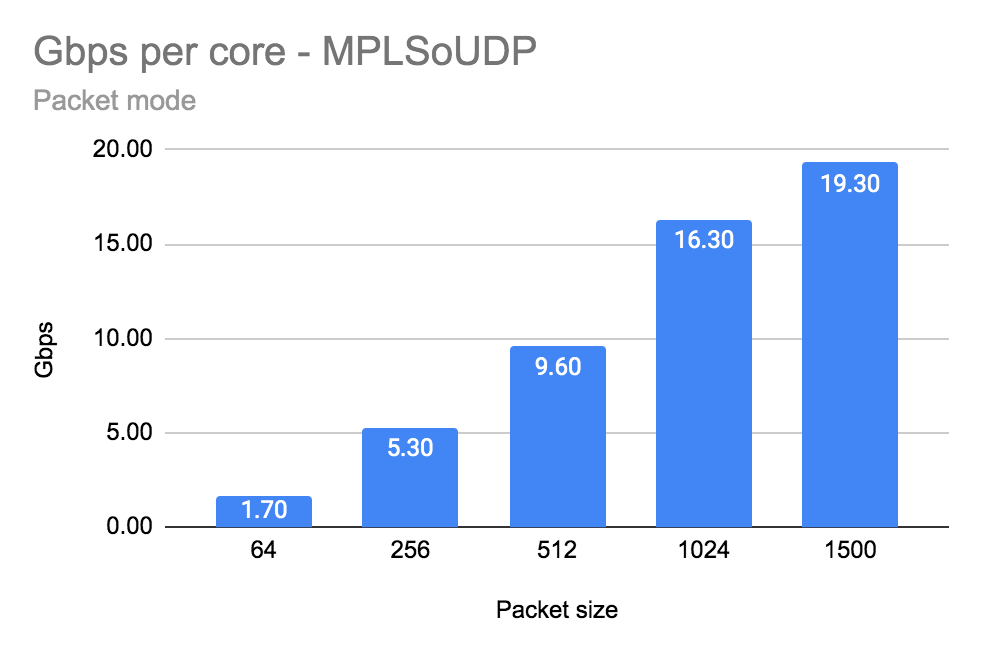 Gbps per core - MPLSoUDP
Packet mode
20.00
15.00
10.00
5.00
0.00
Gbps
1.70
5.30
9.60
16.30
19.30
64 256 512 1024 1500
Packet size